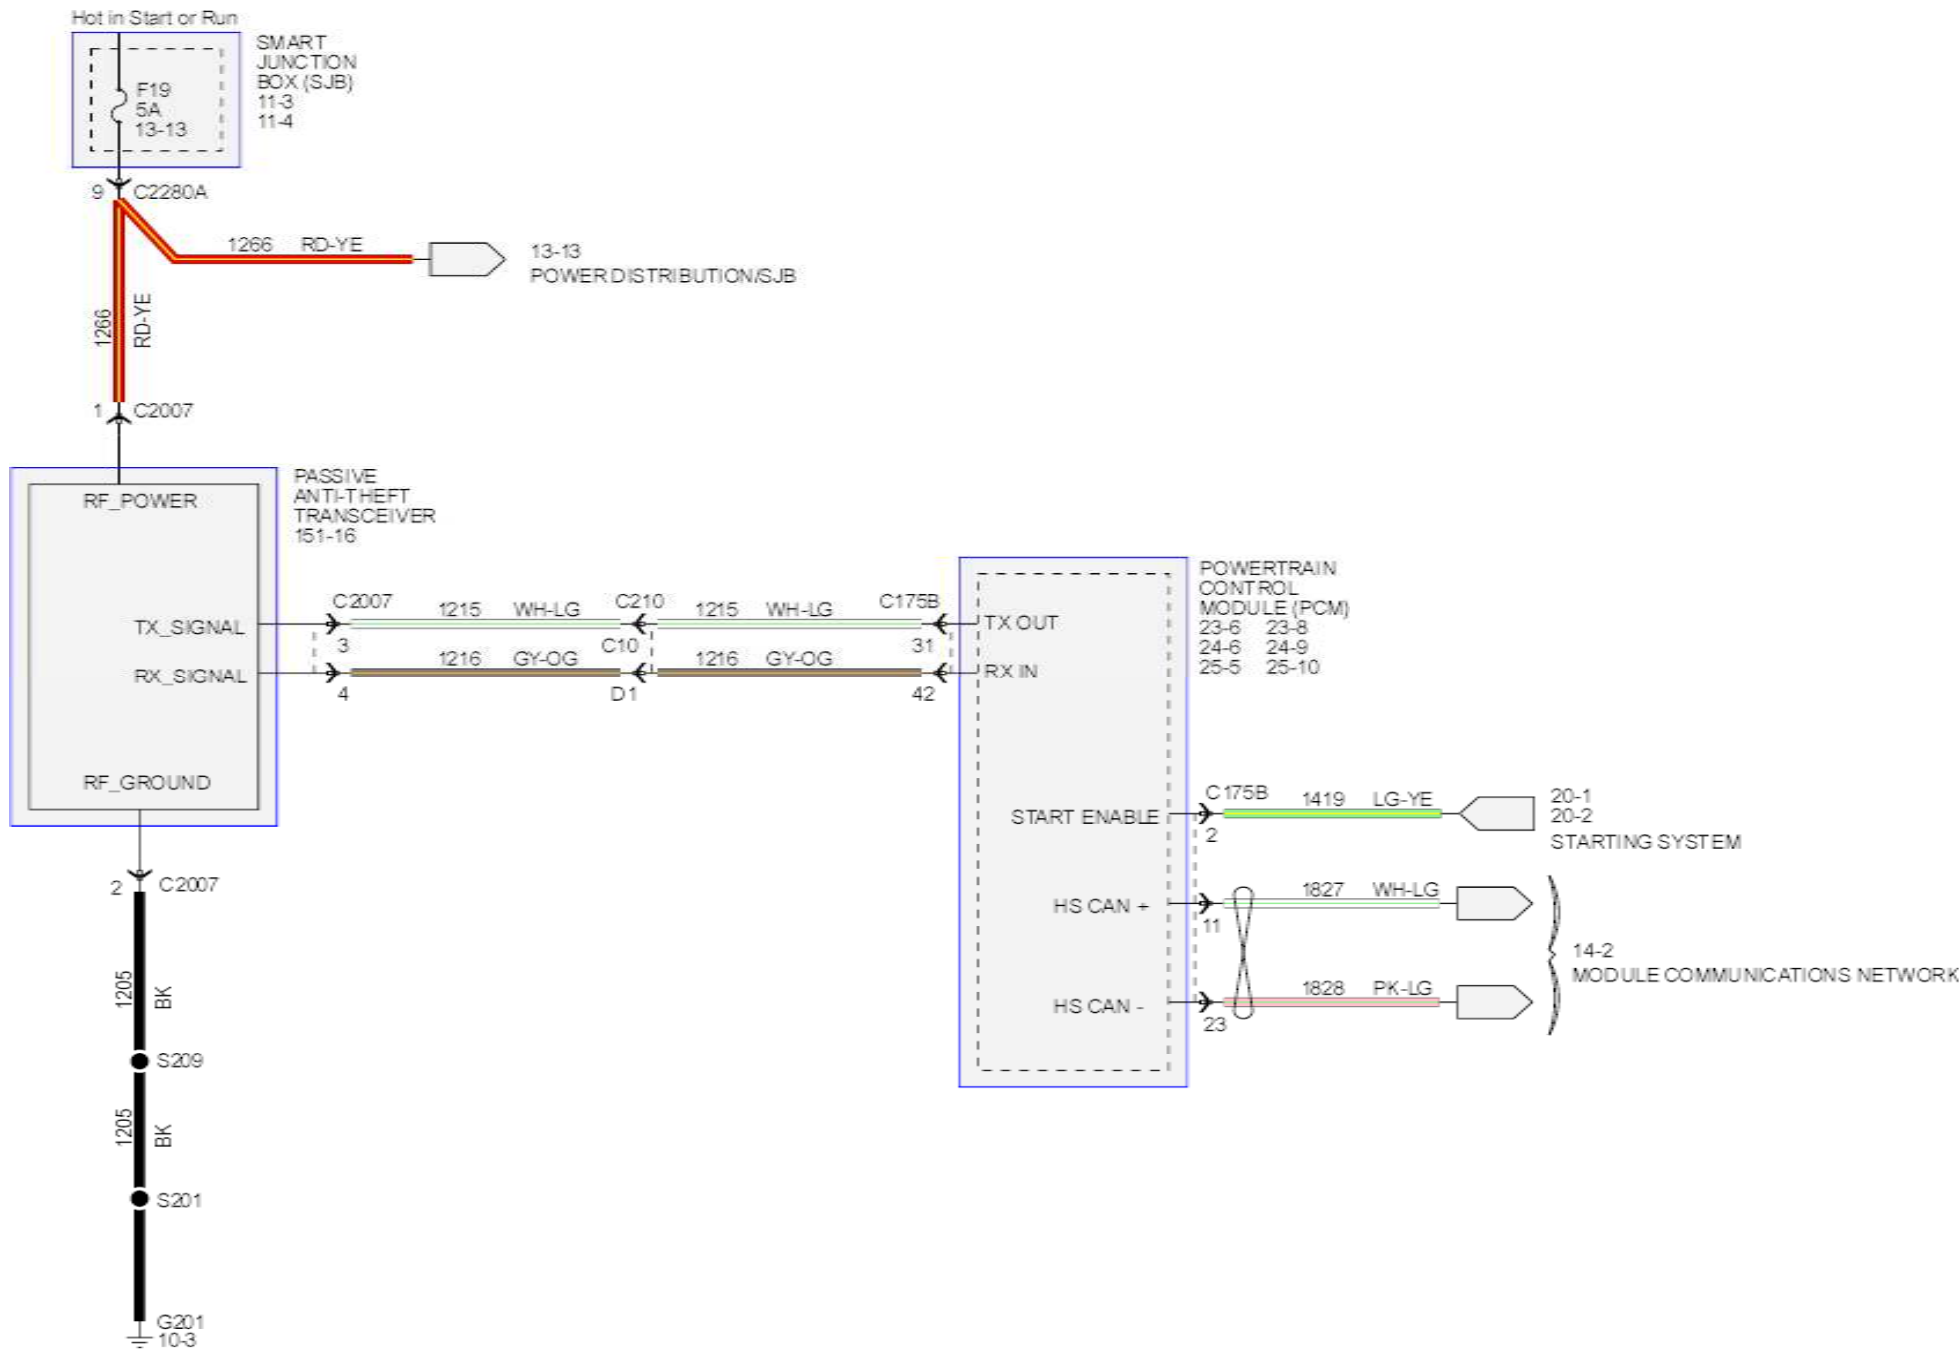 Hot in Start or Run
SMART
JUNCTION
BOX (SJB)
11-3
11-4
F19
5A
13-13
9
C2280A
1266
RD-YE
13-13
POWER DISTRIBUTION/SJB
1266
RD-YE
1
C2007
PASSIVE
ANTI-THEFT
TRANSCEIVER
151-16
RF_POWER
TX_SIGNAL
RX_SIGNAL
RF_GROUND
C2007
1215
WH-LG
C210
1215
WH-LG
C175B
3
C10
31
1216
GY-OG
1216
GY-OG
4
D1
42
TX OUT
RX IN
POWERTRAIN
CONTROL
MODULE (PCM)
23-6 23-8
24-6 24-9
25-5 25-10
START ENABLE
C175B
1419
LG-YE
2
20-1
20-2
STARTING SYSTEM
HS CAN +
1827
WH-LG
11
HS CAN -
1828
PK-LG
23
14-2
MODULE COMMUNICATIONS NETWORK
2
C2007
1205
BK
S209
1205
BK
S201
G201
10-3